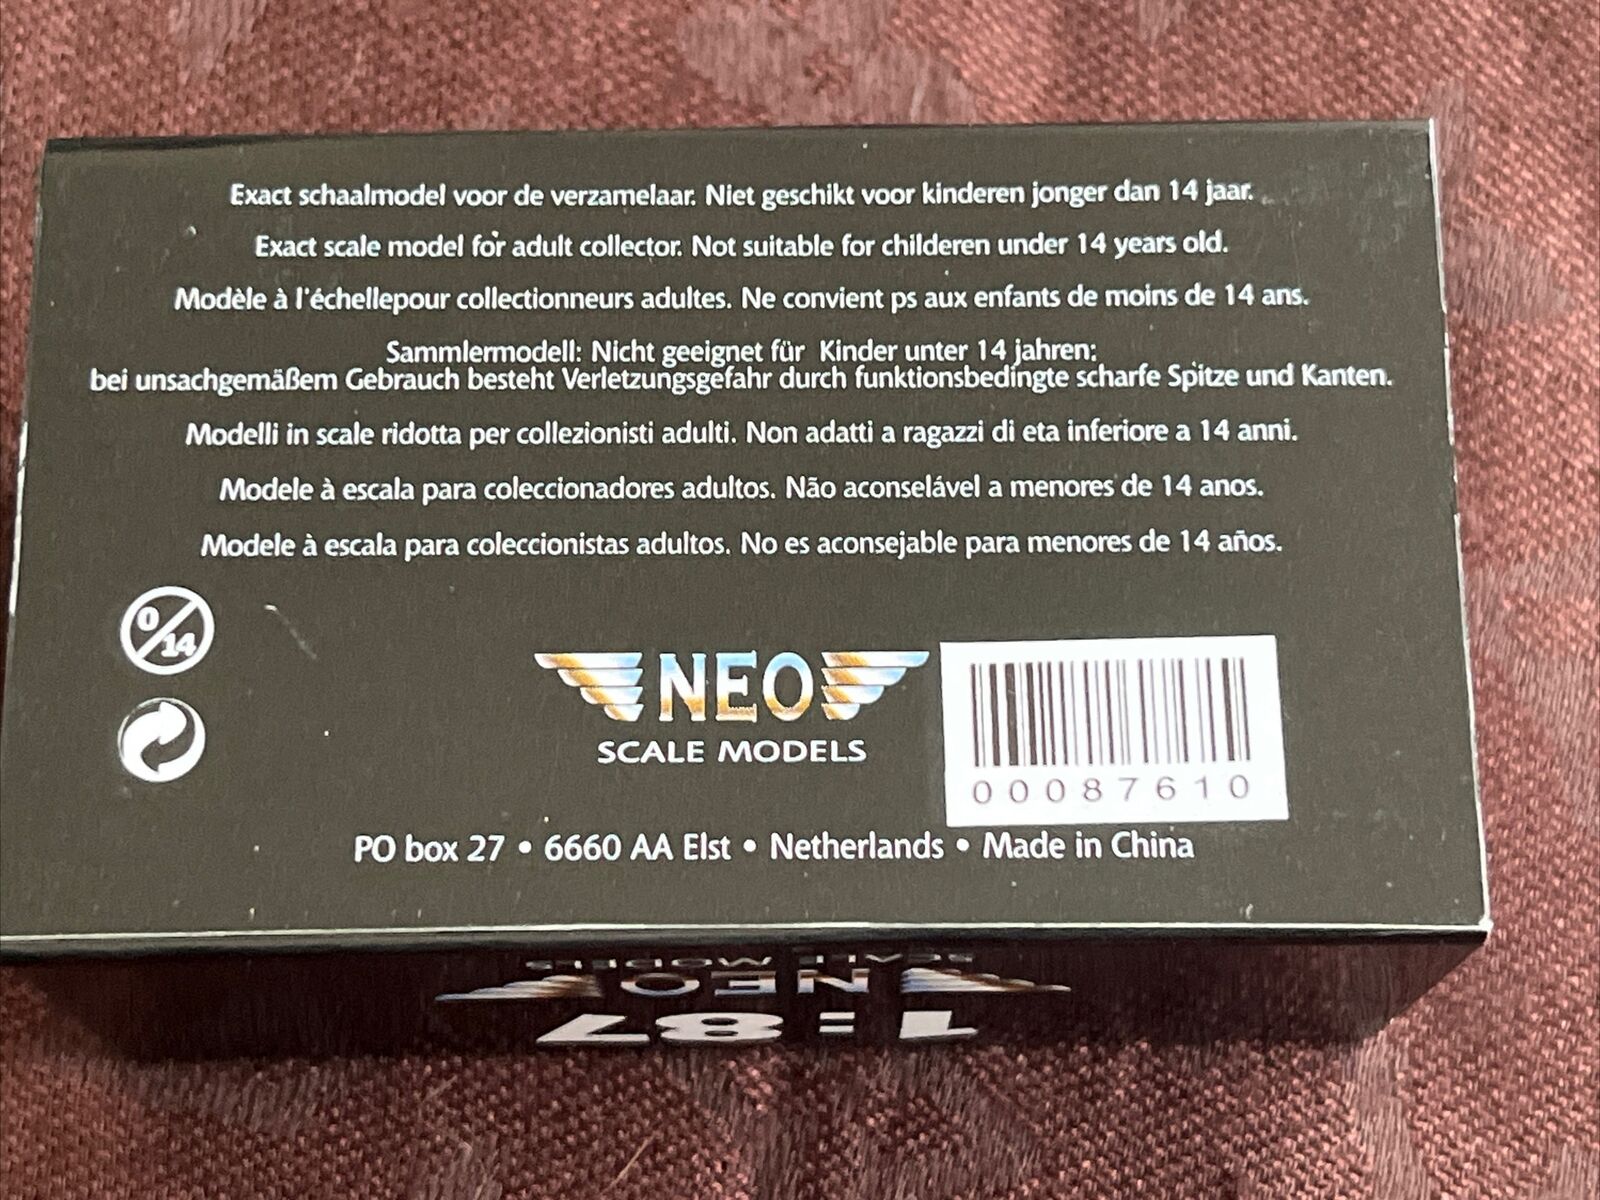 Exact schaalmodel voor de verzamelaar. Niet geschikt voor kinderen jonger dan 14 jaar.
Exact scale model for adult collector. Not suitable for childeren under 14 years old.
Modèle à l'échellepour collectionneurs adultes. Ne convient ps aux enfants de moins de 14 ans.
Sammlermodell: Nicht geeignet für Kinder unter 14 jahren:
bei unsachgemäßem Gebrauch besteht Verletzungsgefahr durch funktionsbedingte scharfe Spitze und Kanten.
Modelli in scale ridotta per collezionisti adulti. Non adatti a ragazzi di eta inferiore a 14 anni.
Modele à escala para coleccionadores adultos. Não aconselável a menores de 14 anos.
Modele à escala para coleccionistas adultos. No es aconsejable para menores de 14 años.
0/14
NEO
SCALE MODELS
00087610
PO box 27 • 6660 AA Elst • Netherlands • Made in China
SCALE MODELS
NEO
1:87